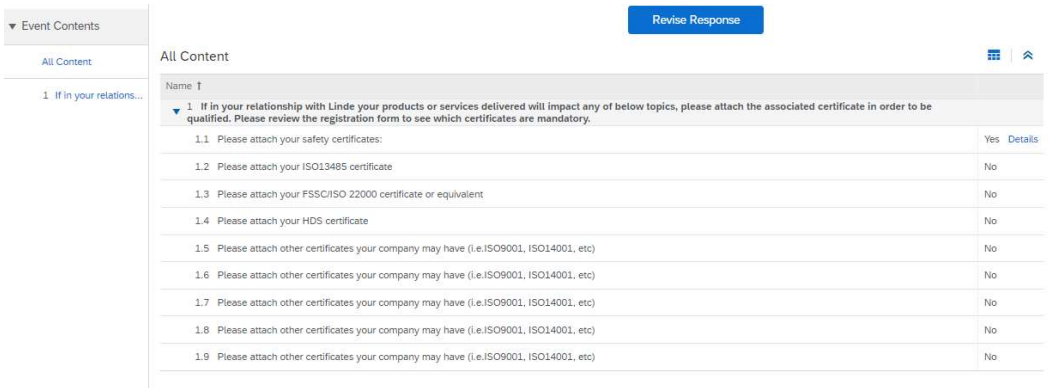 Revise Response
▼ Event Contents
All Content
1 If in your relations...
All Content
Name ↑
▼ 1 If in your relationship with Linde your products or services delivered will impact any of below topics, please attach the associated certificate in order to be
qualified. Please review the registration form to see which certificates are mandatory.
1.1 Please attach your safety certificates: Yes Details
1.2 Please attach your ISO13485 certificate No
1.3 Please attach your FSSC/ISO 22000 certificate or equivalent No
1.4 Please attach your HDS certificate No
1.5 Please attach other certificates your company may have (i.e.ISO9001, ISO14001, etc) No
1.6 Please attach other certificates your company may have (i.e.ISO9001, ISO14001, etc) No
1.7 Please attach other certificates your company may have (i.e.ISO9001, ISO14001, etc) No
1.8 Please attach other certificates your company may have (i.e.ISO9001, ISO14001, etc) No
1.9 Please attach other certificates your company may have (i.e.ISO9001, ISO14001, etc) No